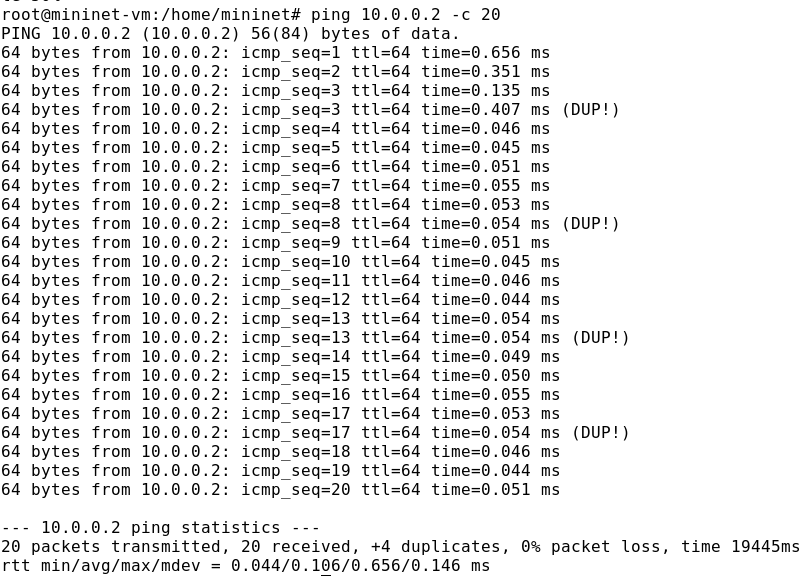 root@mininet-vm:/home/mininet# ping 10.0.0.2 -c 20
PING 10.0.0.2 (10.0.0.2) 56(84) bytes of data.
64 bytes from 10.0.0.2: icmp_seq=1 ttl=64 time=0.656 ms
64 bytes from 10.0.0.2: icmp_seq=2 ttl=64 time=0.351 ms
64 bytes from 10.0.0.2: icmp_seq=3 ttl=64 time=0.135 ms
64 bytes from 10.0.0.2: icmp_seq=3 ttl=64 time=0.407 ms (DUP!)
64 bytes from 10.0.0.2: icmp_seq=4 ttl=64 time=0.046 ms
64 bytes from 10.0.0.2: icmp_seq=5 ttl=64 time=0.045 ms
64 bytes from 10.0.0.2: icmp_seq=6 ttl=64 time=0.051 ms
64 bytes from 10.0.0.2: icmp_seq=7 ttl=64 time=0.055 ms
64 bytes from 10.0.0.2: icmp_seq=8 ttl=64 time=0.053 ms
64 bytes from 10.0.0.2: icmp_seq=8 ttl=64 time=0.054 ms (DUP!)
64 bytes from 10.0.0.2: icmp_seq=9 ttl=64 time=0.051 ms
64 bytes from 10.0.0.2: icmp_seq=10 ttl=64 time=0.045 ms
64 bytes from 10.0.0.2: icmp_seq=11 ttl=64 time=0.046 ms
64 bytes from 10.0.0.2: icmp_seq=12 ttl=64 time=0.044 ms
64 bytes from 10.0.0.2: icmp_seq=13 ttl=64 time=0.054 ms
64 bytes from 10.0.0.2: icmp_seq=13 ttl=64 time=0.054 ms (DUP!)
64 bytes from 10.0.0.2: icmp_seq=14 ttl=64 time=0.049 ms
64 bytes from 10.0.0.2: icmp_seq=15 ttl=64 time=0.050 ms
64 bytes from 10.0.0.2: icmp_seq=16 ttl=64 time=0.055 ms
64 bytes from 10.0.0.2: icmp_seq=17 ttl=64 time=0.053 ms
64 bytes from 10.0.0.2: icmp_seq=17 ttl=64 time=0.054 ms (DUP!)
64 bytes from 10.0.0.2: icmp_seq=18 ttl=64 time=0.046 ms
64 bytes from 10.0.0.2: icmp_seq=19 ttl=64 time=0.044 ms
64 bytes from 10.0.0.2: icmp_seq=20 ttl=64 time=0.051 ms
--- 10.0.0.2 ping statistics ---
20 packets transmitted, 20 received, +4 duplicates, 0% packet loss, time 19445ms
rtt min/avg/max/mdev = 0.044/0.106/0.656/0.146 ms